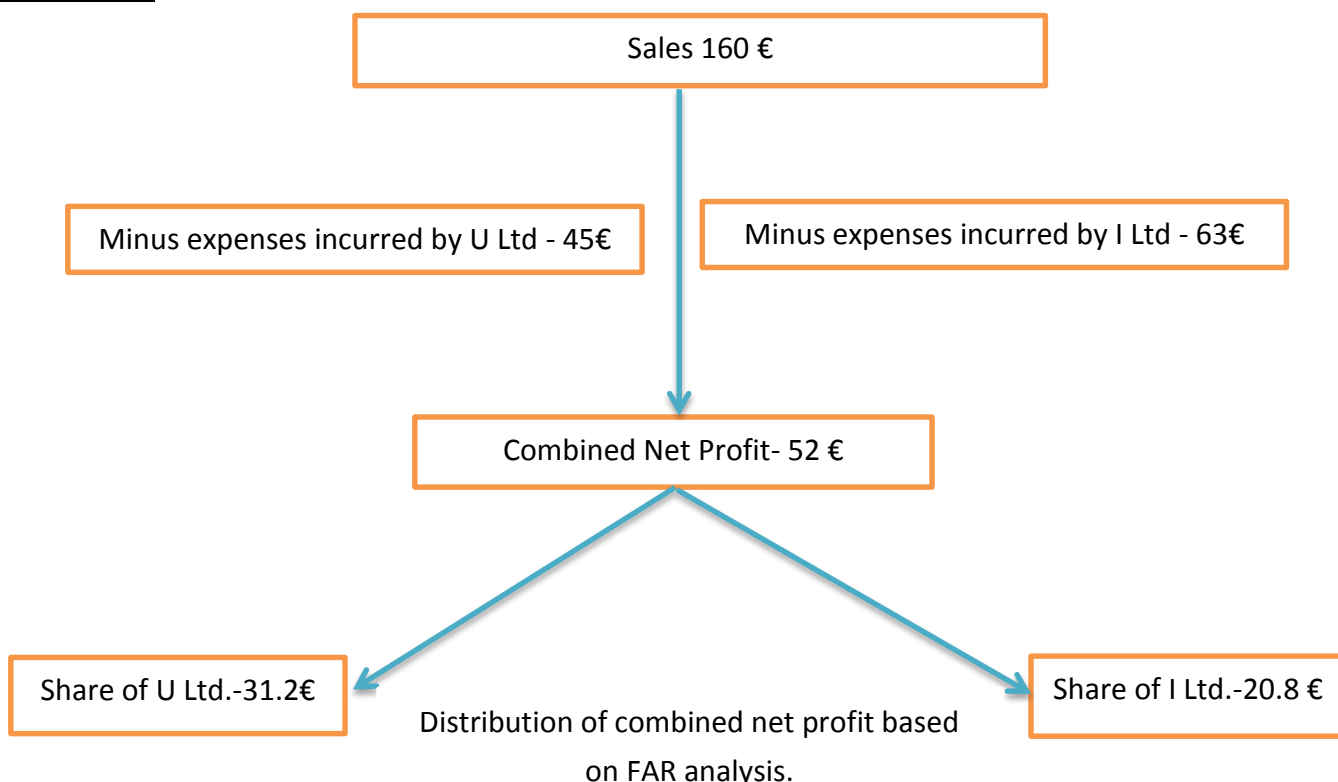 Sales 160 €
Minus expenses incurred by U Ltd - 45€
Minus expenses incurred by I Ltd - 63€
Combined Net Profit- 52 €
Share of U Ltd.-31.2€
Share of I Ltd.-20.8 €
Distribution of combined net profit based
on FAR analysis.